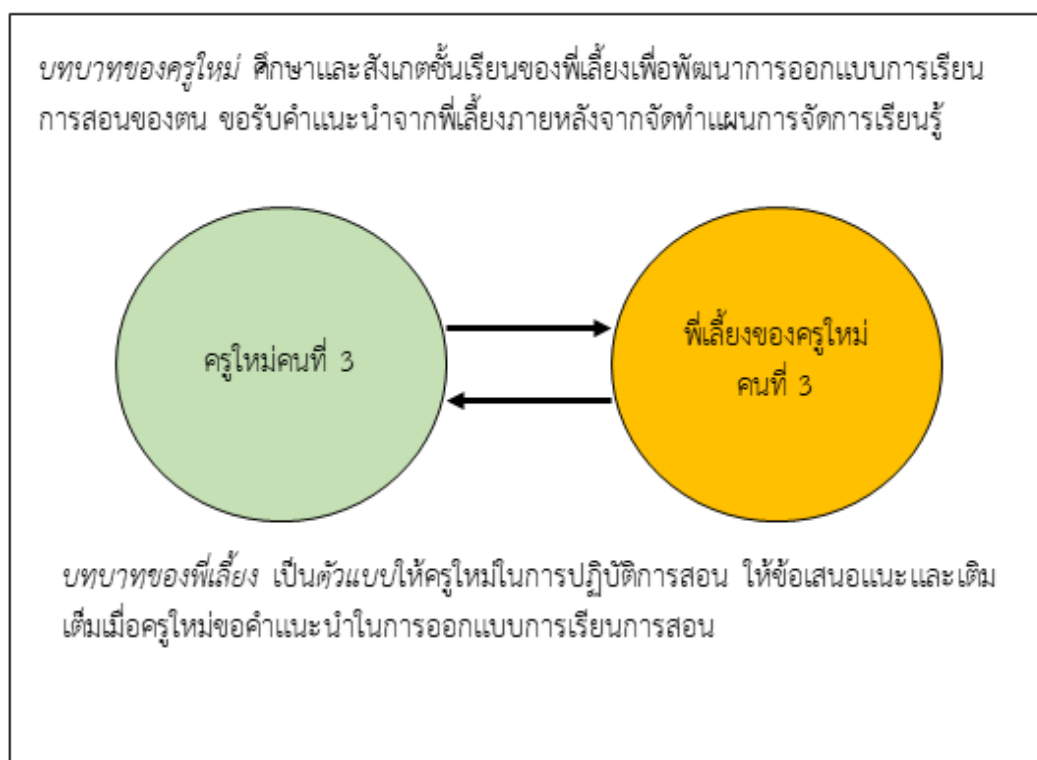 บทบาทของครูใหม่ ศึกษาและสังเกตชั้นเรียนของพี่เลี้ยงเพื่อพัฒนาการออกแบบการเรียน
การสอนของตน ขอรับคำแนะนำจากพี่เลี้ยงภายหลังจากจัดทำแผนการจัดการเรียนรู้
ครูใหม่คนที่ 3
พี่เลี้ยงของครูใหม่
คนที่ 3
บทบาทของพี่เลี้ยง เป็นตัวแบบให้ครูใหม่ในการปฏิบัติการสอน ให้ข้อเสนอแนะและเติม
เต็มเมื่อครูใหม่ขอคำแนะนำในการออกแบบการเรียนการสอน